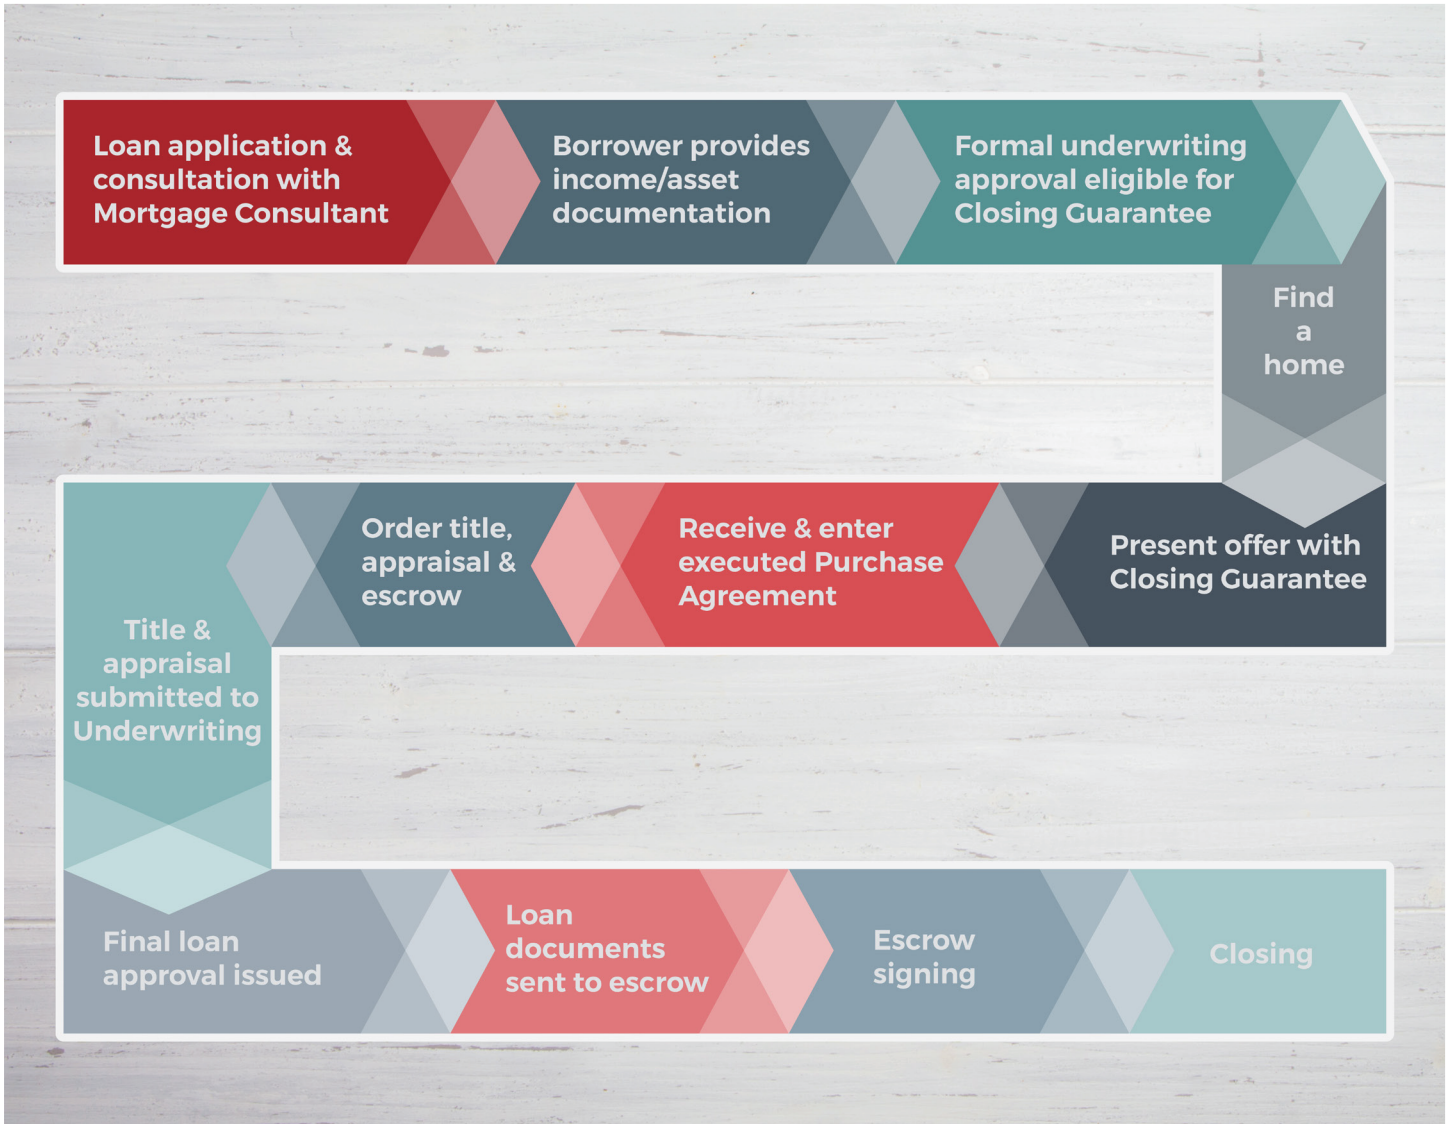 Loan application &
consultation with
Mortgage Consultant
Borrower provides
income/asset
documentation
Formal underwriting
approval eligible for
Closing Guarantee
Find
a
home
Present offer with
Closing Guarantee
Receive & enter
executed Purchase
Agreement
Order title,
appraisal &
escrow
Title &
appraisal
submitted to
Underwriting
Final loan
approval issued
Loan
documents
sent to escrow
Escrow
signing
Closing